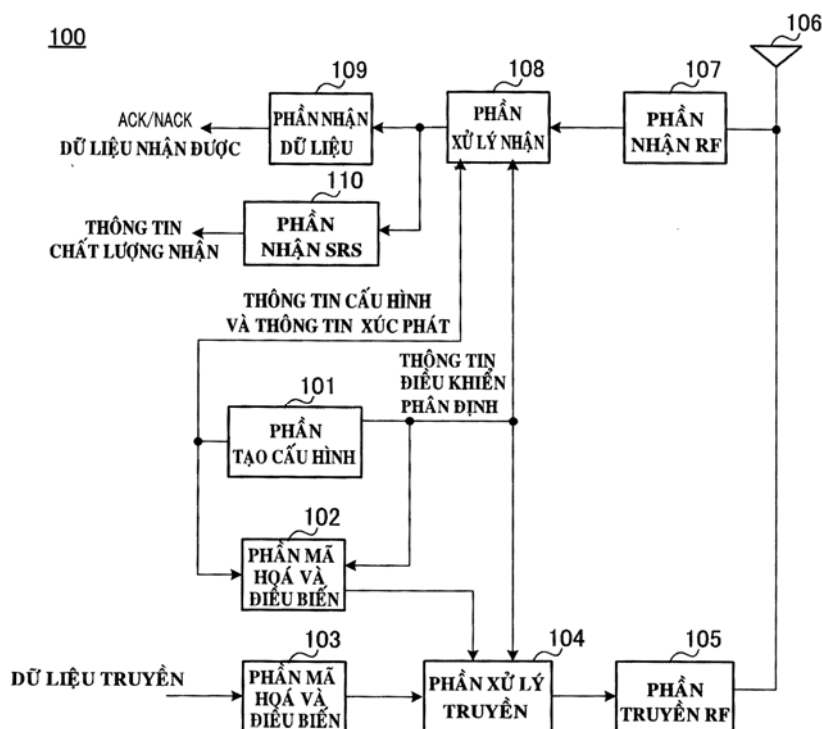 100
106
109
108
107
ACK/NACK
DỮ LIỆU NHẬN ĐƯỢC
PHẦN NHẬN
DỮ LIỆU
PHẦN
XỬ LÝ NHẬN
PHẦN
NHẬN RF
110
THÔNG TIN
CHẤT LƯỢNG NHẬN
PHẦN
NHẬN SRS
THÔNG TIN CẤU HÌNH
VÀ THÔNG TIN XÚC PHÁT
THÔNG TIN
ĐIỀU KHIỂN
PHÂN ĐỊNH
101
PHẦN
TẠO CẤU HÌNH
102
PHẦN MÃ
HOÁ VÀ
ĐIỀU BIẾN
103
104
105
DỮ LIỆU TRUYỀN
PHẦN MÃ
HOÁ VÀ
ĐIỀU BIẾN
PHẦN XỬ LÝ
TRUYỀN
PHẦN
TRUYỀN RF